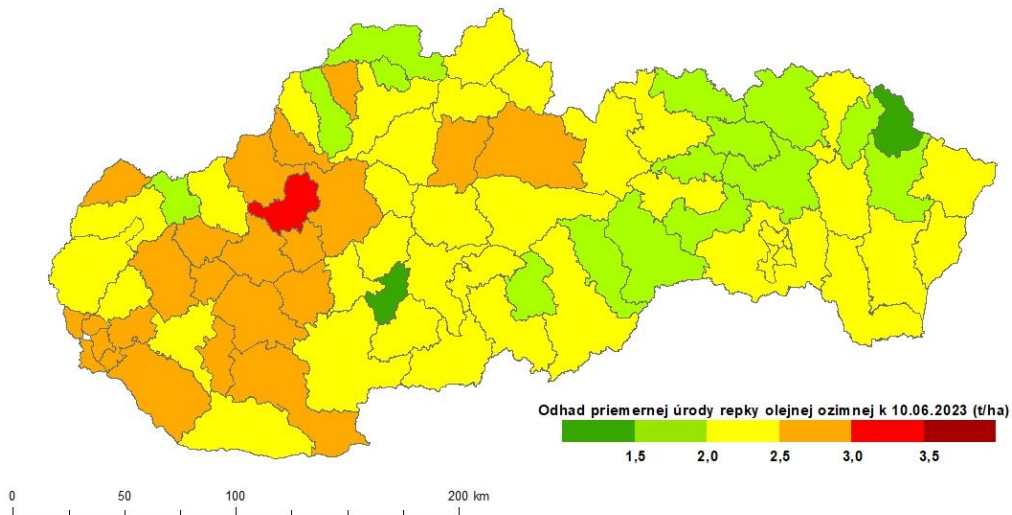 Odhad priemernej úrody repky olejnej ozimnej k 10.06.2023 (t/ha)
1,5 2,0 2,5 3,0 3,5
0 50 100 200 km